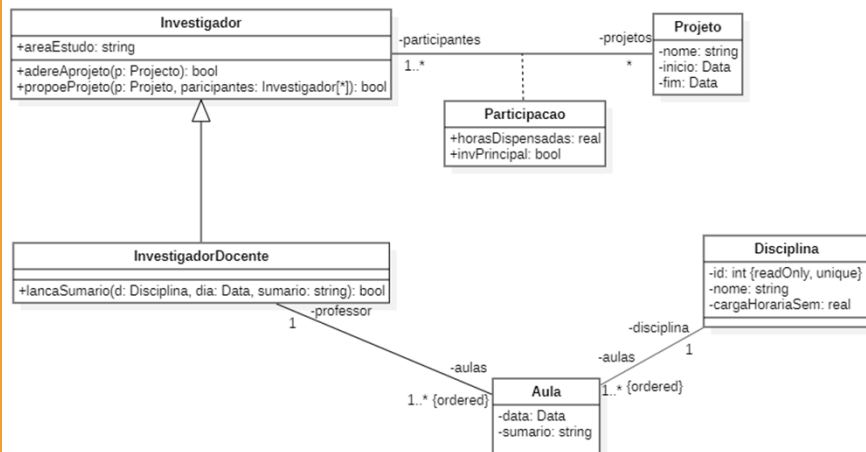 Investigador
+areaEstudo: string
+adereAprojeto(p: Projecto): bool
+propoeProjeto(p: Projeto, paricipantes: Investigador[*]): bool
-participantes
1..*
-projetos
*
Projeto
-nome: string
-inicio: Data
-fim: Data
Participacao
+horasDispensadas: real
+invPrincipal: bool
InvestigadorDocente
+lancaSumario(d: Disciplina, dia: Data, sumario: string): bool
-professor
1
Disciplina
-id: int {readOnly, unique}
-nome: string
-cargaHorariaSem: real
-disciplina
1
-aulas
1..* {ordered}
-aulas
1..* {ordered}
Aula
-data: Data
-sumario: string